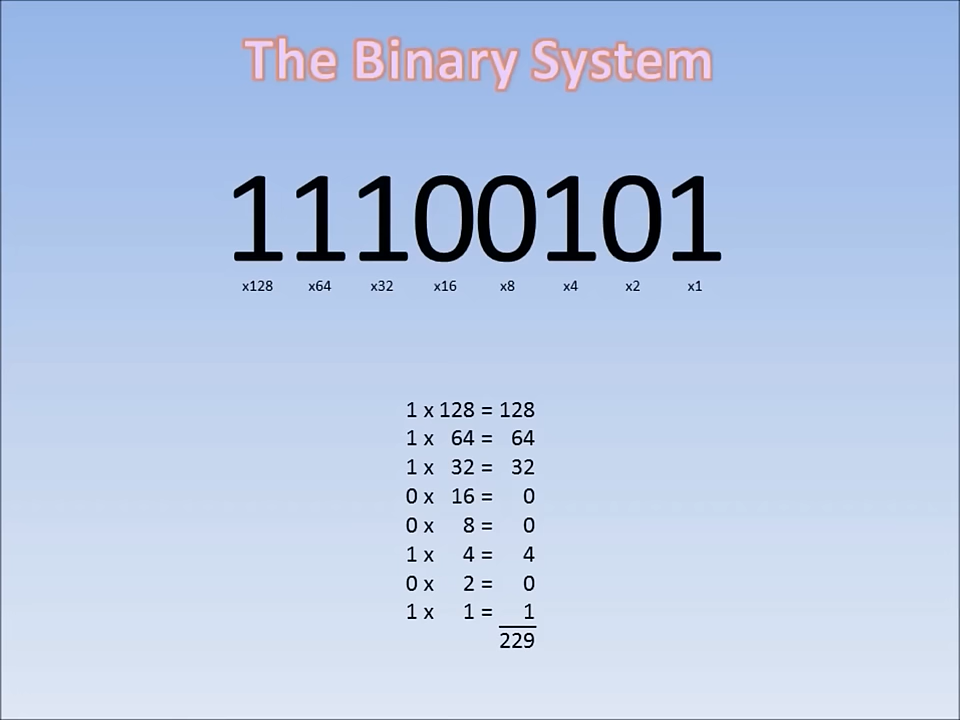 The Binary System
11100101
x128 x64 x32 x16 x8 x4 x2 x1
1 x 128 = 128
1 x 64 = 64
1 x 32 = 32
0 x 16 = 0
0 x 8 = 0
1 x 4 = 4
0 x 2 = 0
1 x 1 = 1
229